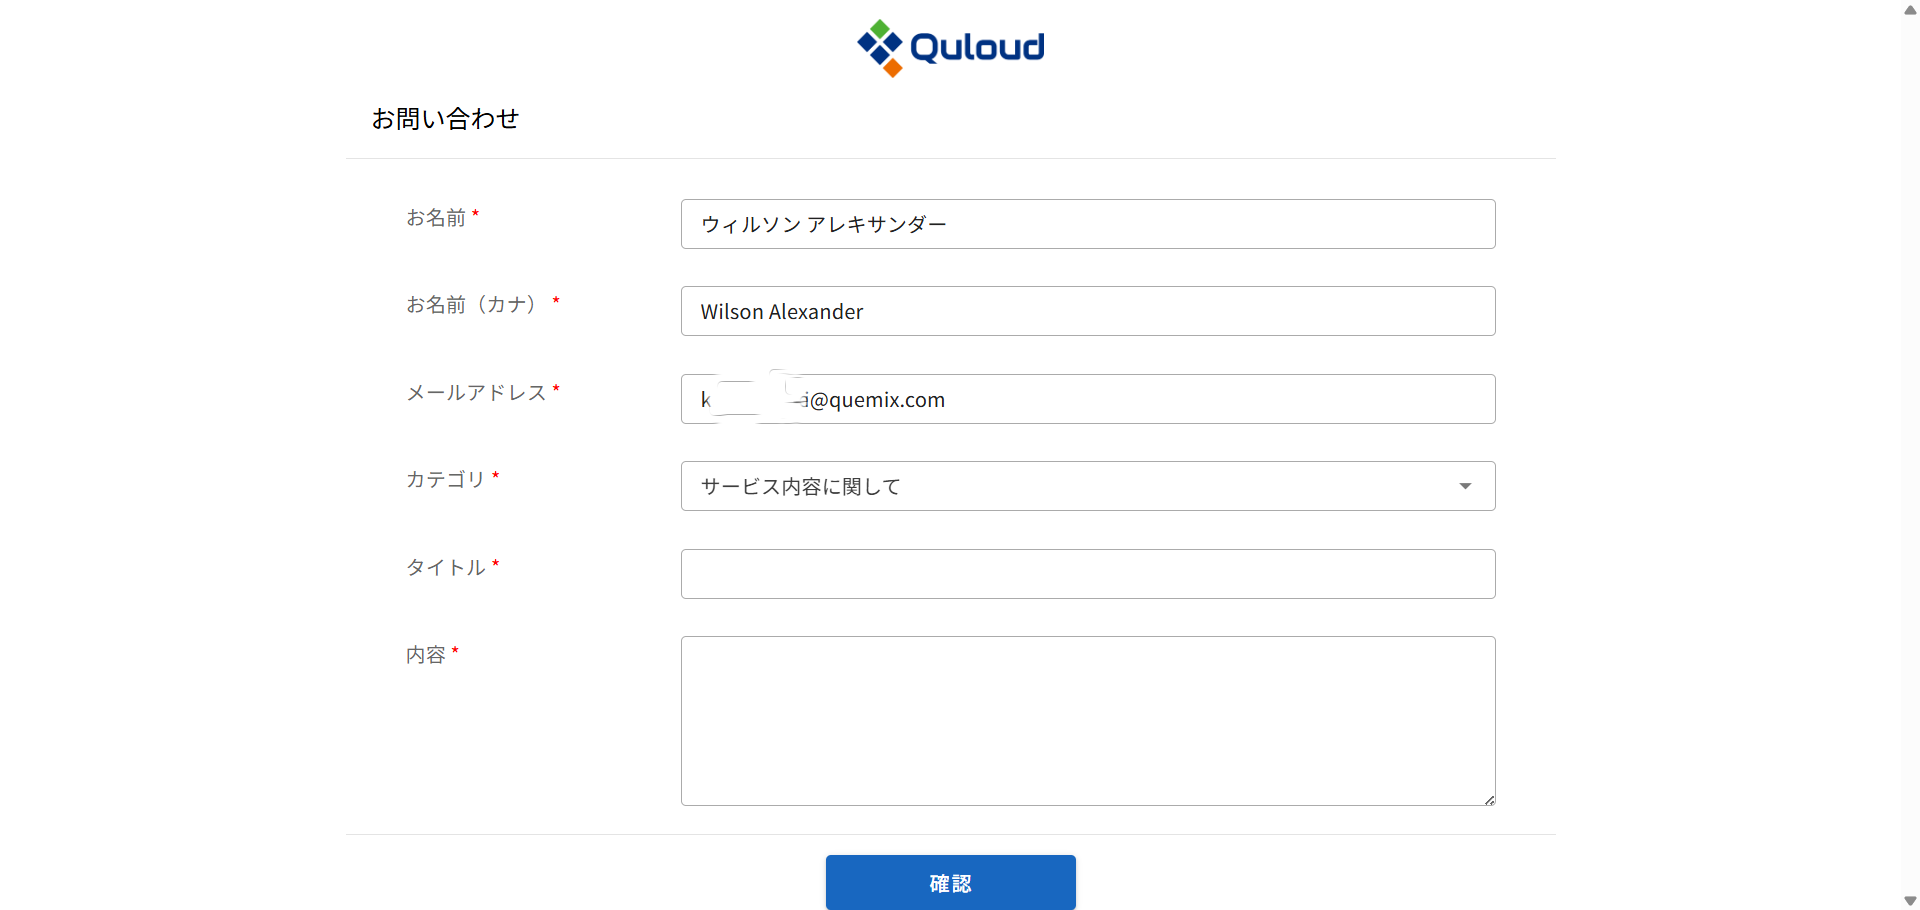 Quloud
お問い合わせ
お名前 *
ウィルソン アレキサンダー
お名前（カナ） *
Wilson Alexander
メールアドレス *
k i@quemix.com
カテゴリ *
サービス内容に関して
タイトル *
内容 *
確認